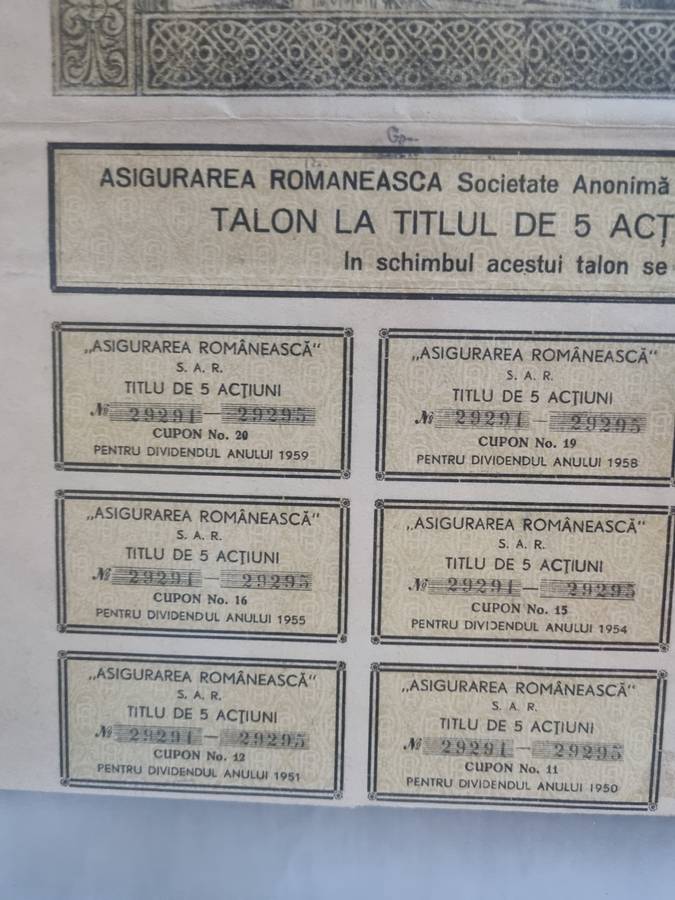 ASIGURAREA ROMANEASCA Societate Anonimă
TALON LA TITLUL DE 5 ACȚ
In schimbul acestui talon se
„ASIGURAREA ROMÂNEASCĂ“
S. A. R.
TITLU DE 5 ACȚIUNI
№ 29291 — 29295
CUPON No. 20
PENTRU DIVIDENDUL ANULUI 1959
„ASIGURAREA ROMÂNEASCĂ“
S. A. R.
TITLU DE 5 ACȚIUNI
№ 29291 — 29295
CUPON No. 19
PENTRU DIVIDENDUL ANULUI 1958
„ASIGURAREA ROMÂNEASCĂ“
S. A. R.
TITLU DE 5 ACȚIUNI
№ 29291 — 29295
CUPON No. 16
PENTRU DIVIDENDUL ANULUI 1955
„ASIGURAREA ROMÂNEASCĂ“
S. A. R.
TITLU DE 5 ACȚIUNI
№ 29291 — 29295
CUPON No. 15
PENTRU DIVIDENDUL ANULUI 1954
„ASIGURAREA ROMÂNEASCĂ“
S. A. R.
TITLU DE 5 ACȚIUNI
№ 29291 — 29295
CUPON No. 12
PENTRU DIVIDENDUL ANULUI 1951
„ASIGURAREA ROMÂNEASCĂ“
S. A. R.
TITLU DE 5 ACȚIUNI
№ 29291 — 29295
CUPON No. 11
PENTRU DIVIDENDUL ANULUI 1950